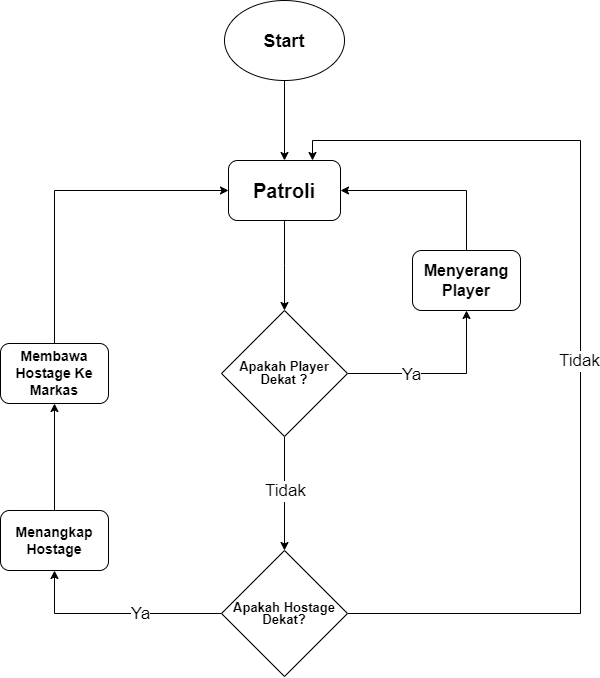 Start
Patroli
Menyerang
Player
Apakah Player
Dekat ?
Ya
Tidak
Membawa
Hostage Ke
Markas
Tidak
Menangkap
Hostage
Apakah Hostage
Dekat?
Ya